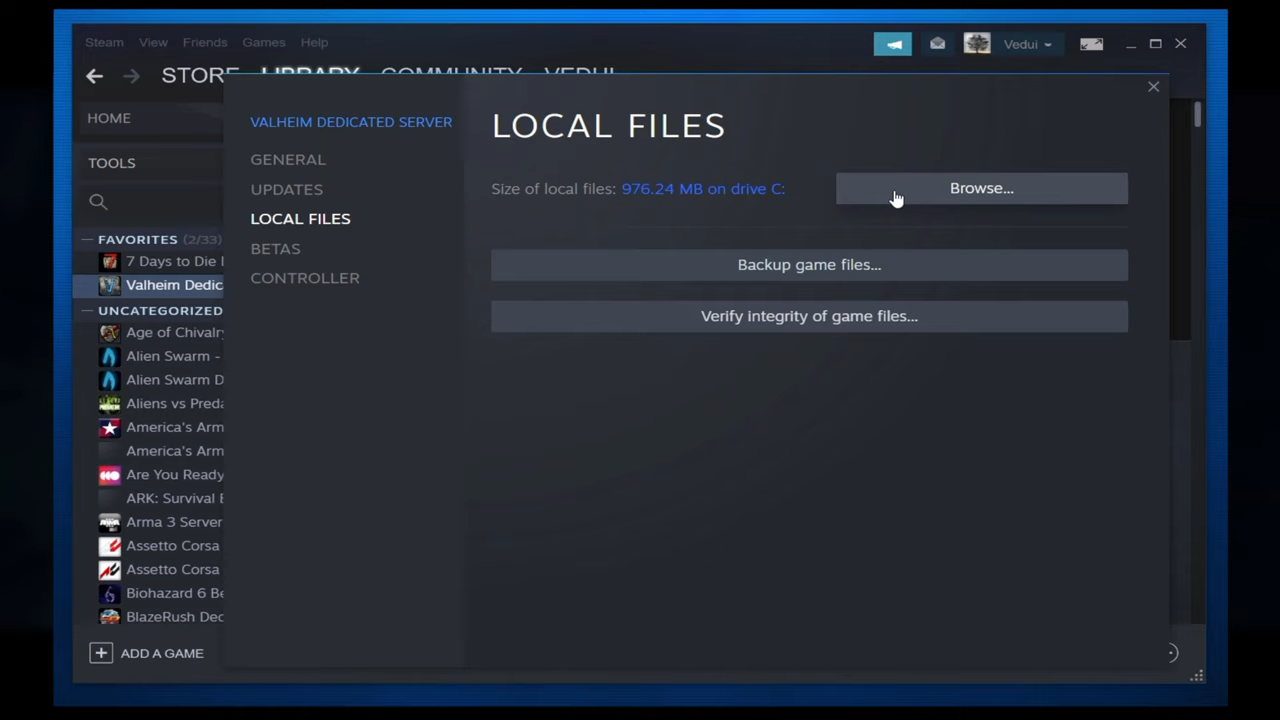 Steam View Friends Games Help
Vedui
STORE LIBRARY COMMUNITY VEDUI
HOME
TOOLS
FAVORITES (2/33)
7 Days to Die
Valheim Dedic
UNCATEGORIZED
Age of Chivalr
Alien Swarm -
Alien Swarm D
Aliens vs Preda
America's Arm
America's Arm
Are You Ready
ARK: Survival
Arma 3 Server
Assetto Corsa
Assetto Corsa
Biohazard 6 Be
BlazeRush Dec
ADD A GAME
VALHEIM DEDICATED SERVER
GENERAL
UPDATES
LOCAL FILES
BETAS
CONTROLLER
LOCAL FILES
Size of local files: 976.24 MB on drive C:
Browse...
Backup game files...
Verify integrity of game files...